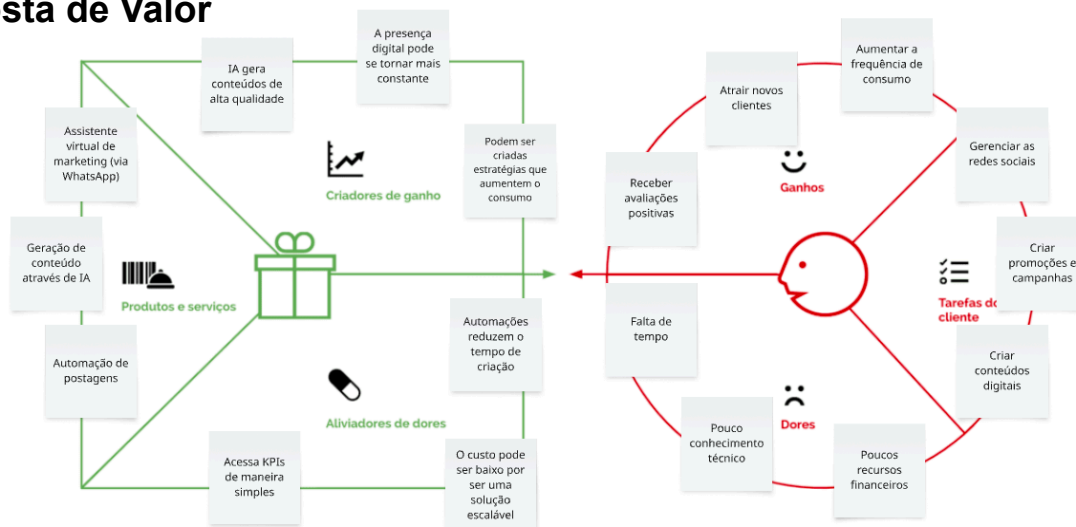 sta de Valor
IA gera
conteúdos de
alta qualidade
A presença
digital pode
se tornar mais
constante
Assistente
virtual de
marketing (via
WhatsApp)
Podem ser
criadas
estratégias que
aumentem o
consumo
Criadores de ganho
Geração de
conteúdo
através de IA
Produtos e serviços
Automação de
postagens
Automações
reduzem o
tempo de
criação
Aliviadores de dores
Acessa KPIs
de maneira
simples
O custo pode
ser baixo por
ser uma
solução
escalável
Aumentar a
frequência de
consumo
Atrair novos
clientes
Gerenciar as
redes sociais
Ganhos
Receber
avaliações
positivas
Criar
promoções e
campanhas
Tarefas do
cliente
Falta de
tempo
Criar
conteúdos
digitais
Dores
Pouco
conhecimento
técnico
Poucos
recursos
financeiros